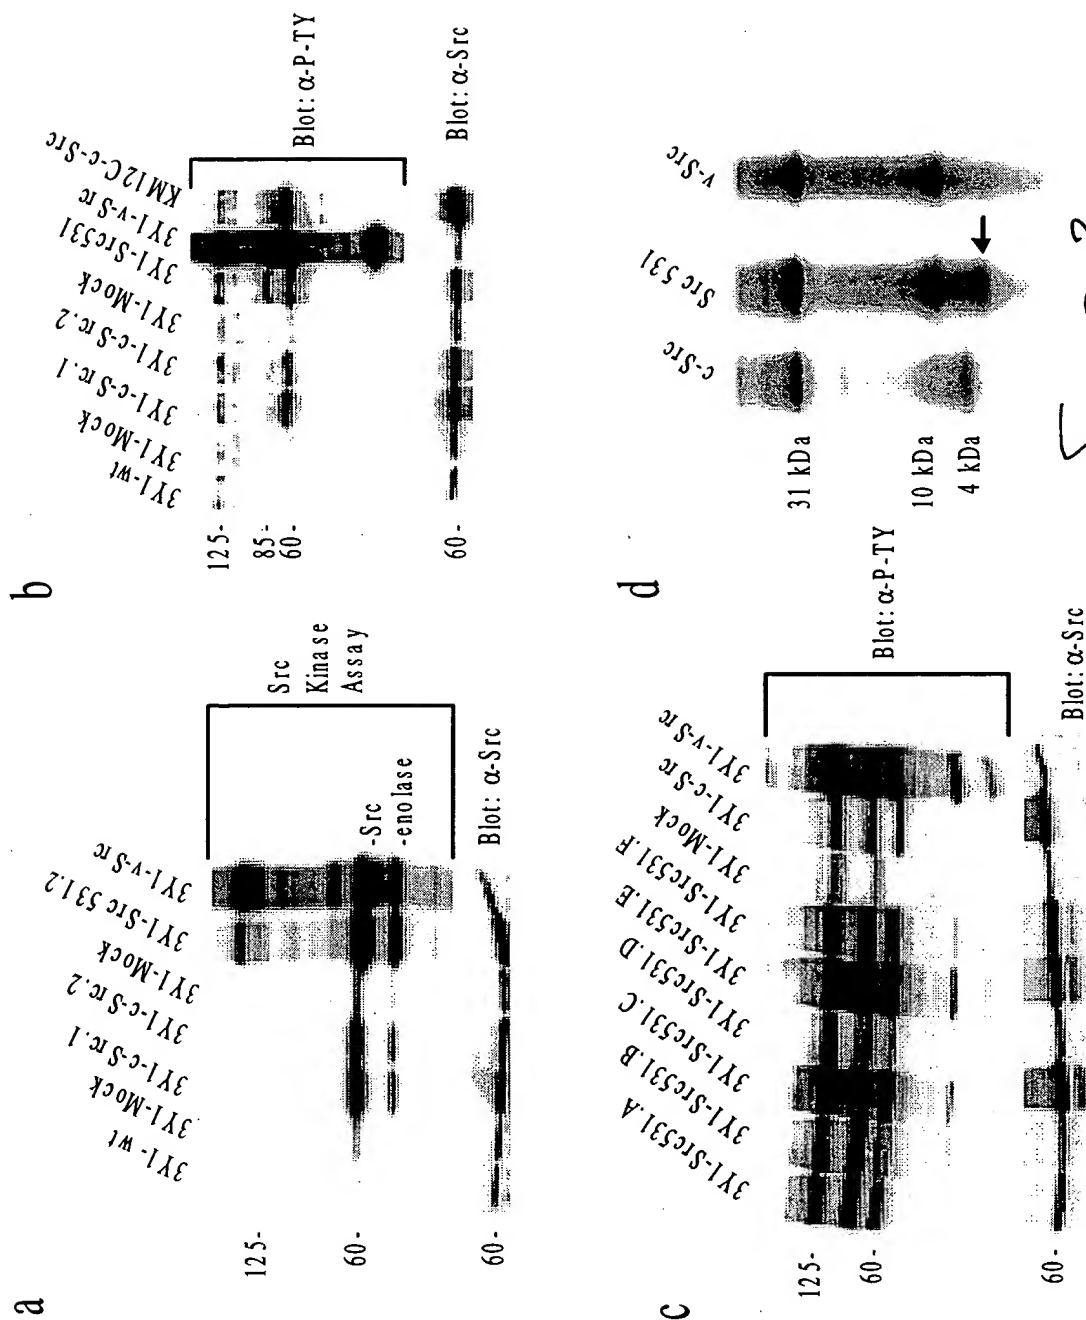 a
3Y1-wt
3Y1-Mock
3Y1-c-Src.1
3Y1-c-Src.2
3Y1-Mock
3Y1-Src 531.2
3Y1-v-Src
125-
60-
Src
Kinase
Assay
-Src
-enolase
60-
Blot: α-Src
b
3Y1-wt
3Y1-Mock
3Y1-c-Src.1
3Y1-c-Src.2
3Y1-Mock
3Y1-Src531
3Y1-v-Src
KM12C-c-Src
125-
85-
60-
Blot: α-P-TY
60-
Blot: α-Src
c
3Y1-Src531.A
3Y1-Src531.B
3Y1-Src531.C
3Y1-Src531.D
3Y1-Src531.E
3Y1-Src531.F
3Y1-Mock
3Y1-c-Src
3Y1-v-Src
125-
60-
Blot: α-P-TY
60-
Blot: α-Src
d
c-Src
Src 531
v-Src
31 kDa
10 kDa
4 kDa